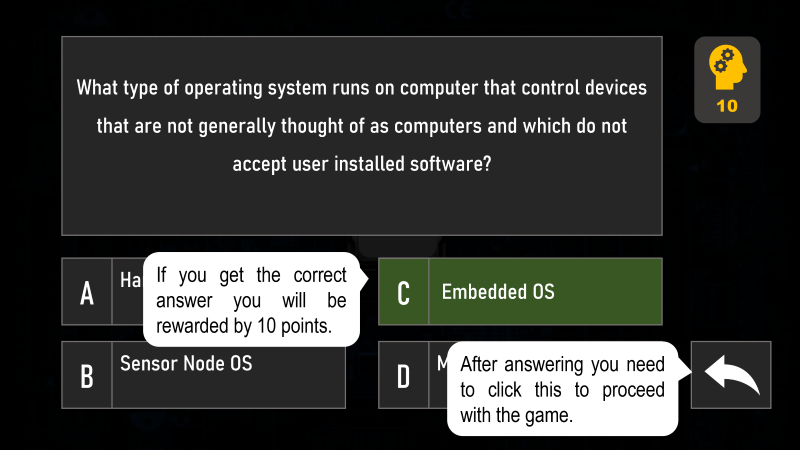 What type of operating system runs on computer that control devices
that are not generally thought of as computers and which do not
accept user installed software?
10
A
Ha
If you get the correct
answer you will be
rewarded by 10 points.
C
Embedded OS
B
Sensor Node OS
D
M
After answering you need
to click this to proceed
with the game.